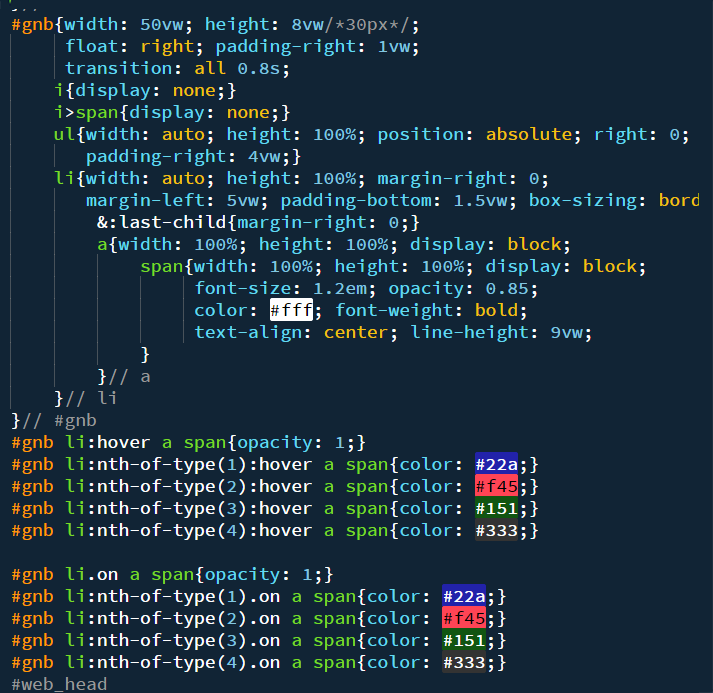 }//
#gnb{width: 50vw; height: 8vw/*30px*/;
float: right; padding-right: 1vw;
transition: all 0.8s;
i{display: none;}
i>span{display: none;}
ul{width: auto; height: 100%; position: absolute; right: 0;
padding-right: 4vw;}
li{width: auto; height: 100%; margin-right: 0;
margin-left: 5vw; padding-bottom: 1.5vw; box-sizing: bord
&:last-child{margin-right: 0;}
a{width: 100%; height: 100%; display: block;
span{width: 100%; height: 100%; display: block;
font-size: 1.2em; opacity: 0.85;
color: #fff; font-weight: bold;
text-align: center; line-height: 9vw;
}
}// a
}// li
}// #gnb
#gnb li:hover a span{opacity: 1;}
#gnb li:nth-of-type(1):hover a span{color: #22a;}
#gnb li:nth-of-type(2):hover a span{color: #f45;}
#gnb li:nth-of-type(3):hover a span{color: #151;}
#gnb li:nth-of-type(4):hover a span{color: #333;}
#gnb li.on a span{opacity: 1;}
#gnb li:nth-of-type(1).on a span{color: #22a;}
#gnb li:nth-of-type(2).on a span{color: #f45;}
#gnb li:nth-of-type(3).on a span{color: #151;}
#gnb li:nth-of-type(4).on a span{color: #333;}
#web_head